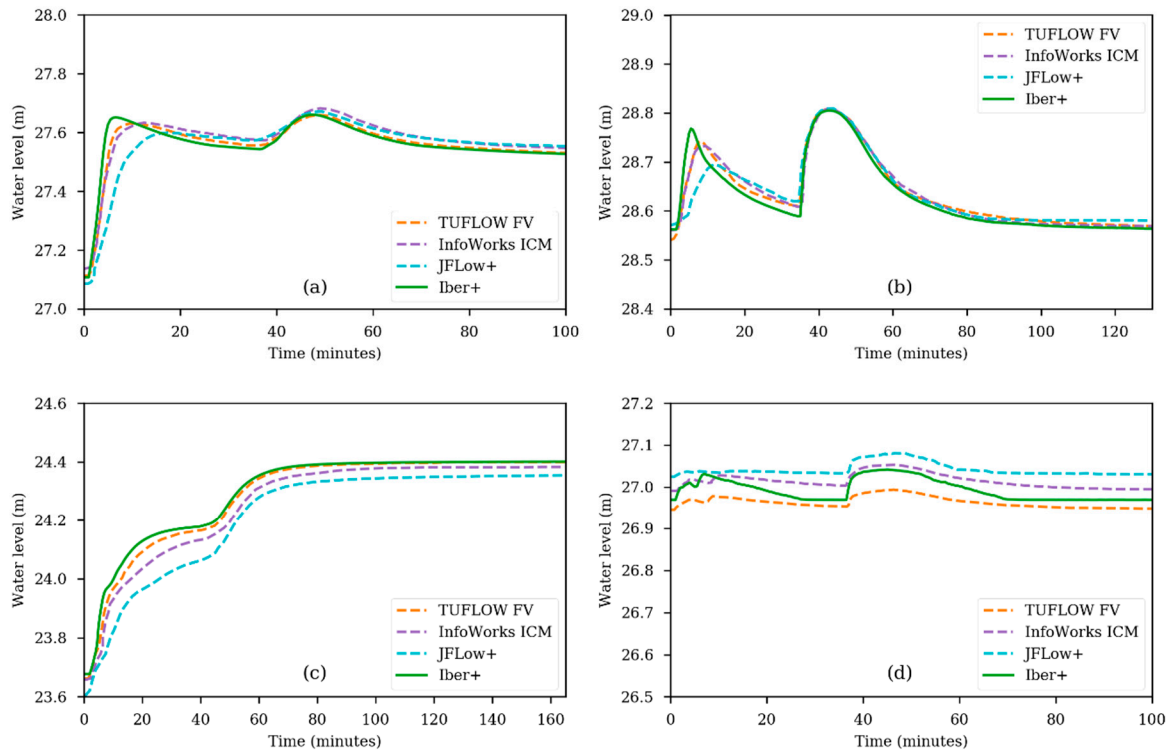 28.0
27.8
27.6
27.4
27.2
27.0
Water level (m)
0 20 40 60 80 100
Time (minutes)
(a)
TUFLOW FV
InfoWorks ICM
JFLow+
Iber+
29.0
28.9
28.8
28.7
28.6
28.5
28.4
Water level (m)
0 20 40 60 80 100 120
Time (minutes)
(b)
TUFLOW FV
InfoWorks ICM
JFLow+
Iber+
24.6
24.4
24.2
24.0
23.8
23.6
Water level (m)
0 20 40 60 80 100 120 140 160
Time (minutes)
(c)
TUFLOW FV
InfoWorks ICM
JFLow+
Iber+
27.2
27.1
27.0
26.9
26.8
26.7
26.6
26.5
Water level (m)
0 20 40 60 80 100
Time (minutes)
(d)
TUFLOW FV
InfoWorks ICM
JFLow+
Iber+